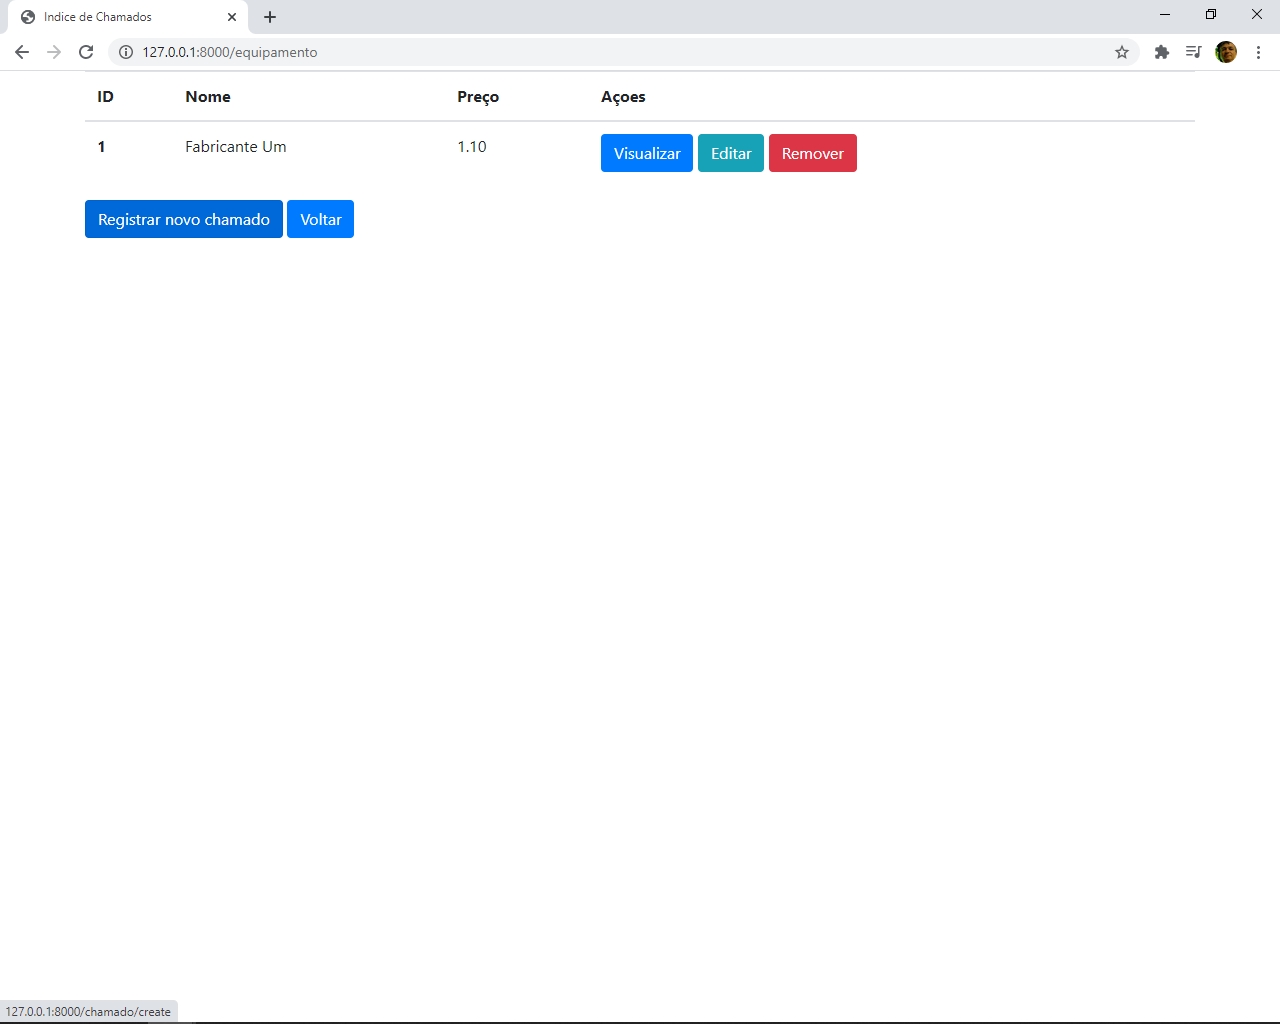 Indice de Chamados
127.0.0.1:8000/equipamento
ID Nome Preço Açoes
1 Fabricante Um 1.10 Visualizar Editar Remover
Registrar novo chamado Voltar
127.0.0.1:8000/chamado/create